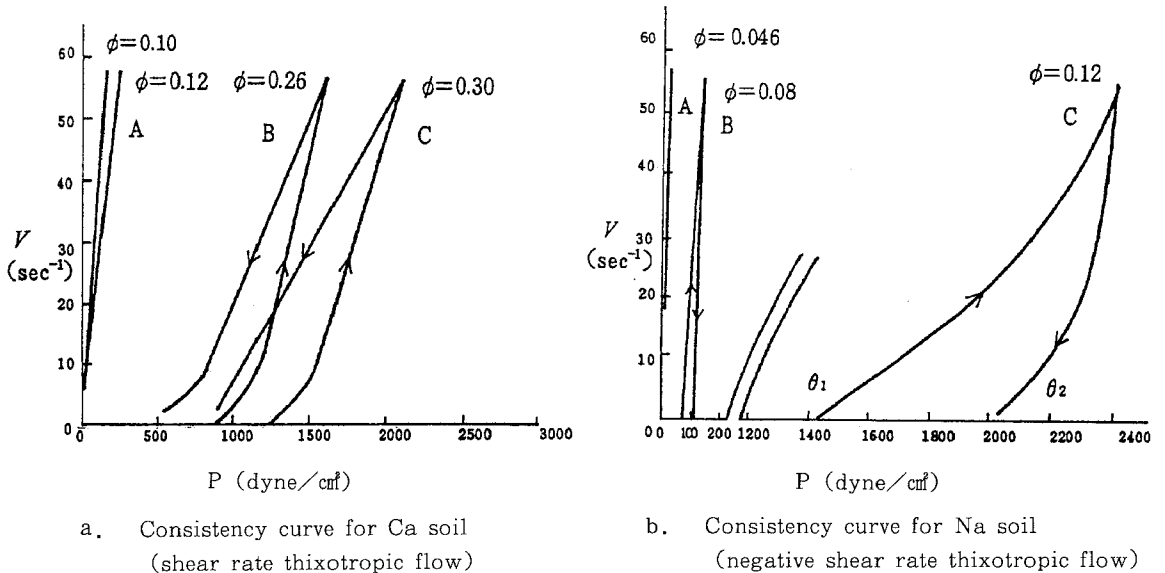 60
50
40
30
20
10
0
V
(sec⁻¹)
ϕ=0.10
ϕ=0.12
A
ϕ=0.26
B
ϕ=0.30
C
0
500
1000
1500
2000
2500
3000
P (dyne/c㎡)
a. Consistency curve for Ca soil
(shear rate thixotropic flow)
60
50
40
30
20
10
0
V
(sec⁻¹)
ϕ=0.046
A
ϕ=0.08
B
ϕ=0.12
C
θ₁
θ₂
0
100
200
1200
1400
1600
1800
2000
2200
2400
P (dyne/c㎡)
b. Consistency curve for Na soil
(negative shear rate thixotropic flow)